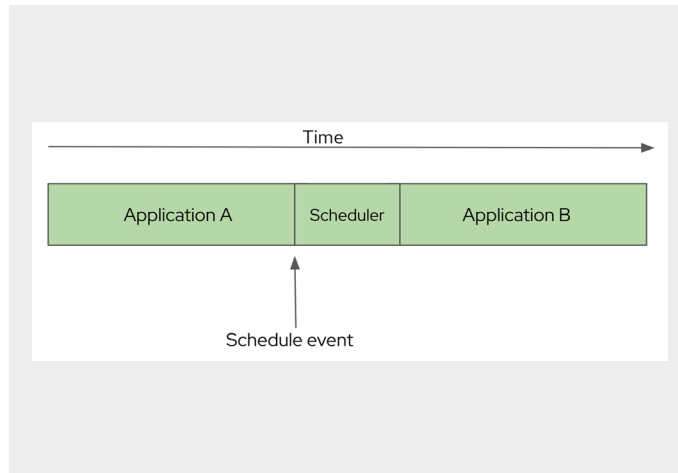 Time
Application A
Scheduler
Application B
Schedule event